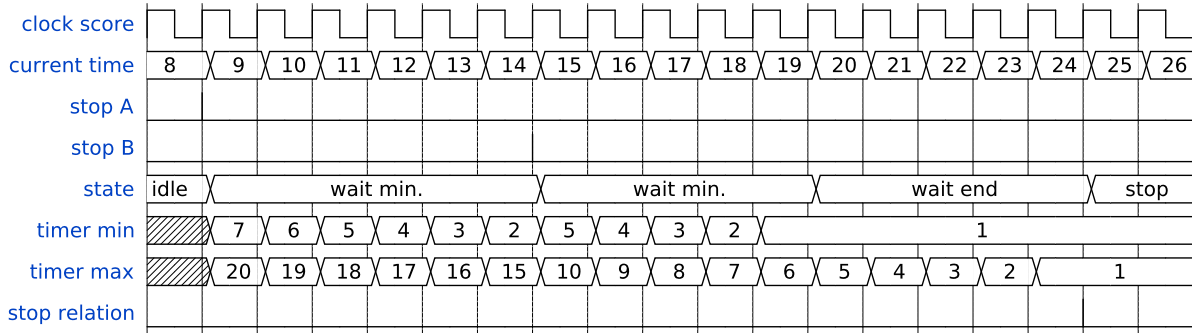 clock score
current time 8 9 10 11 12 13 14 15 16 17 18 19 20 21 22 23 24 25 26
stop A
stop B
state idle wait min. wait min. wait end stop
timer min 7 6 5 4 3 2 5 4 3 2 1
timer max 20 19 18 17 16 15 10 9 8 7 6 5 4 3 2 1
stop relation